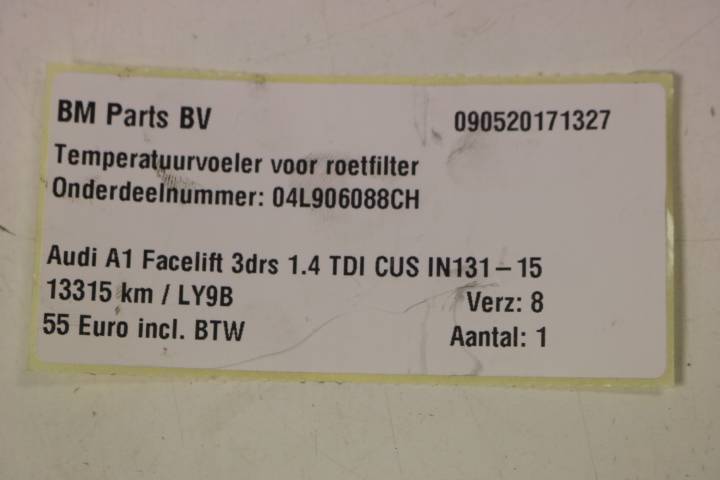 BM Parts BV 090520171327
Temperatuurvoeler voor roetfilter
Onderdeelnummer: 04L906088CH
Audi A1 Facelift 3drs 1.4 TDI CUS IN131-15
13315 km / LY9B Verz: 8
55 Euro incl. BTW Aantal: 1